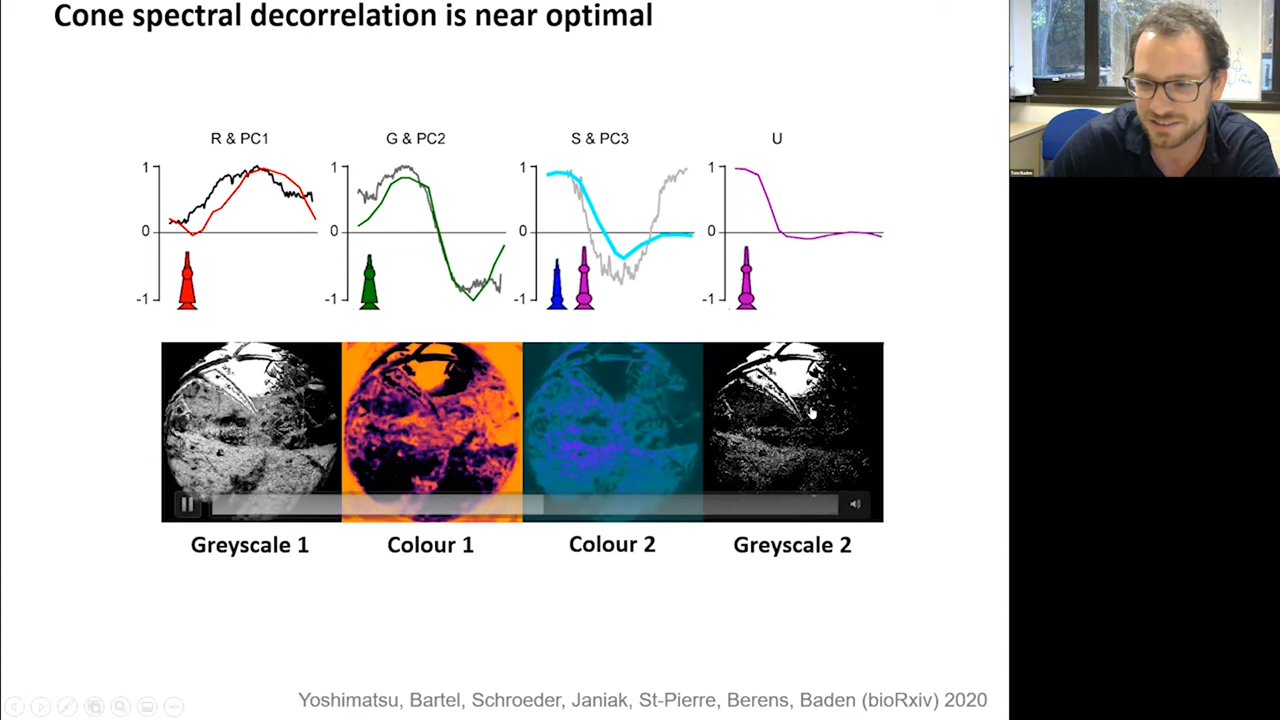 Cone spectral decorrelation is near optimal
R & PC1
G & PC2
S & PC3
U
1
0
-1
1
0
-1
1
0
-1
1
0
-1
Greyscale 1
Colour 1
Colour 2
Greyscale 2
Yoshimatsu, Bartel, Schroeder, Janiak, St-Pierre, Berens, Baden (bioRxiv) 2020
Tom Baden